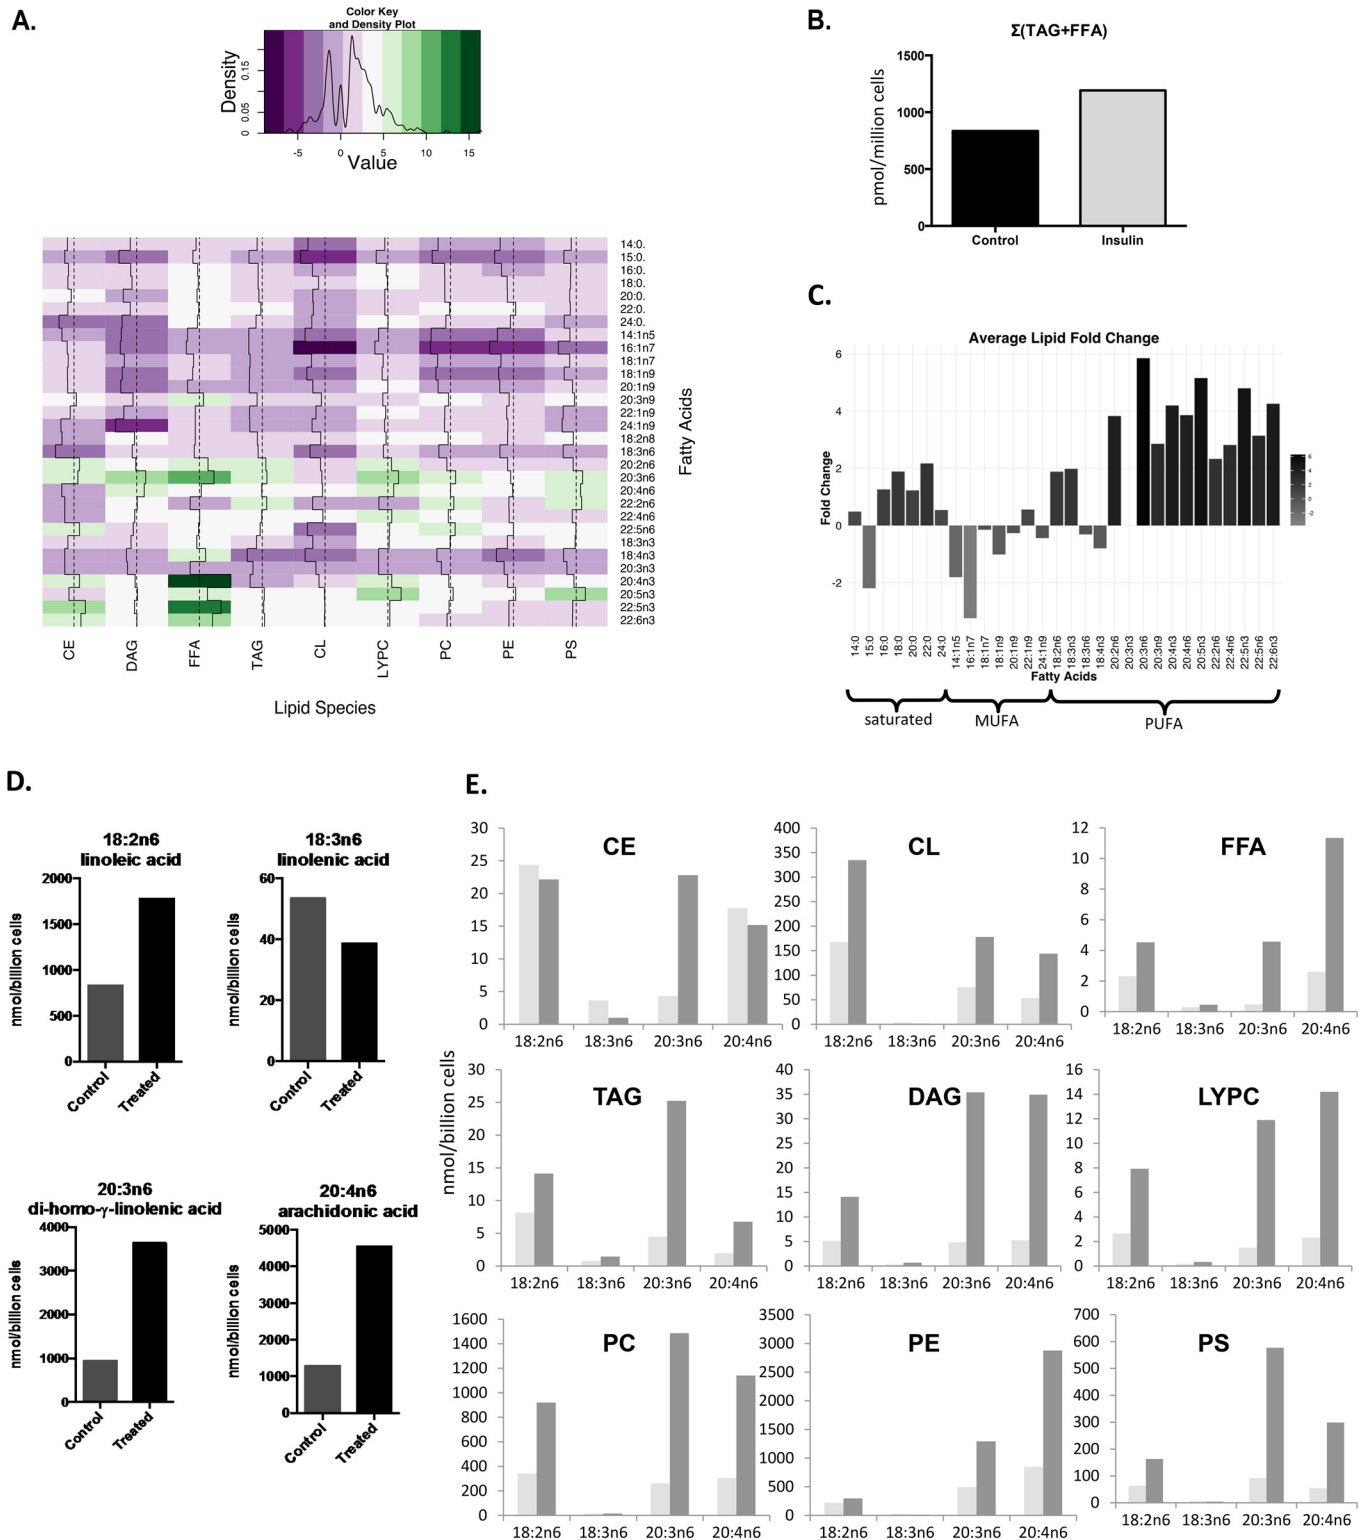 A.
Color Key
and Density Plot
Density
0 0.05 0.15
-5 0 5 10 15
Value
14:0.
15:0.
16:0.
18:0.
20:0.
22:0.
24:0.
14:1n5
16:1n7
18:1n7
18:1n9
20:1n9
20:3n9
22:1n9
24:1n9
18:2n8
18:3n6
20:2n6
20:3n6
20:4n6
22:2n6
22:4n6
22:5n6
18:3n3
18:4n3
20:3n3
20:4n3
20:5n3
22:5n3
22:6n3
Fatty Acids
CE DAG FFA TAG CL LYPC PC PE PS
Lipid Species
B.
Σ(TAG+FFA)
pmol/million cells
1500
1000
500
0
Control Insulin
C.
Average Lipid Fold Change
Fold Change
6
4
2
0
-2
6
4
2
0
-2
14:0 15:0 16:0 18:0 20:0 22:0 24:0 14:1n5 16:1n7 18:1n7 18:1n9 20:1n9 22:1n9 24:1n9 18:2n6 18:3n3 18:3n6 18:4n3 20:2n6 20:3n3 20:3n6 20:3n9 20:4n3 20:4n6 20:5n3 22:2n6 22:4n6 22:5n3 22:5n6 22:6n3
Fatty Acids
saturated MUFA PUFA
D.
18:2n6
linoleic acid
nmol/billion cells
2000
1500
1000
500
0
Control Treated
18:3n6
linolenic acid
nmol/billion cells
60
40
20
0
Control Treated
20:3n6
di-homo-γ-linolenic acid
nmol/billion cells
4000
3000
2000
1000
0
Control Treated
20:4n6
arachidonic acid
nmol/billion cells
5000
4000
3000
2000
1000
0
Control Treated
E.
nmol/billion cells
CE
30
25
20
15
10
5
0
18:2n6 18:3n6 20:3n6 20:4n6
CL
400
350
300
250
200
150
100
50
0
18:2n6 18:3n6 20:3n6 20:4n6
FFA
12
10
8
6
4
2
0
18:2n6 18:3n6 20:3n6 20:4n6
TAG
30
25
20
15
10
5
0
18:2n6 18:3n6 20:3n6 20:4n6
DAG
40
35
30
25
20
15
10
5
0
18:2n6 18:3n6 20:3n6 20:4n6
LYPC
16
14
12
10
8
6
4
2
0
18:2n6 18:3n6 20:3n6 20:4n6
PC
1600
1400
1200
1000
800
600
400
200
0
18:2n6 18:3n6 20:3n6 20:4n6
PE
3500
3000
2500
2000
1500
1000
500
0
18:2n6 18:3n6 20:3n6 20:4n6
PS
700
600
500
400
300
200
100
0
18:2n6 18:3n6 20:3n6 20:4n6